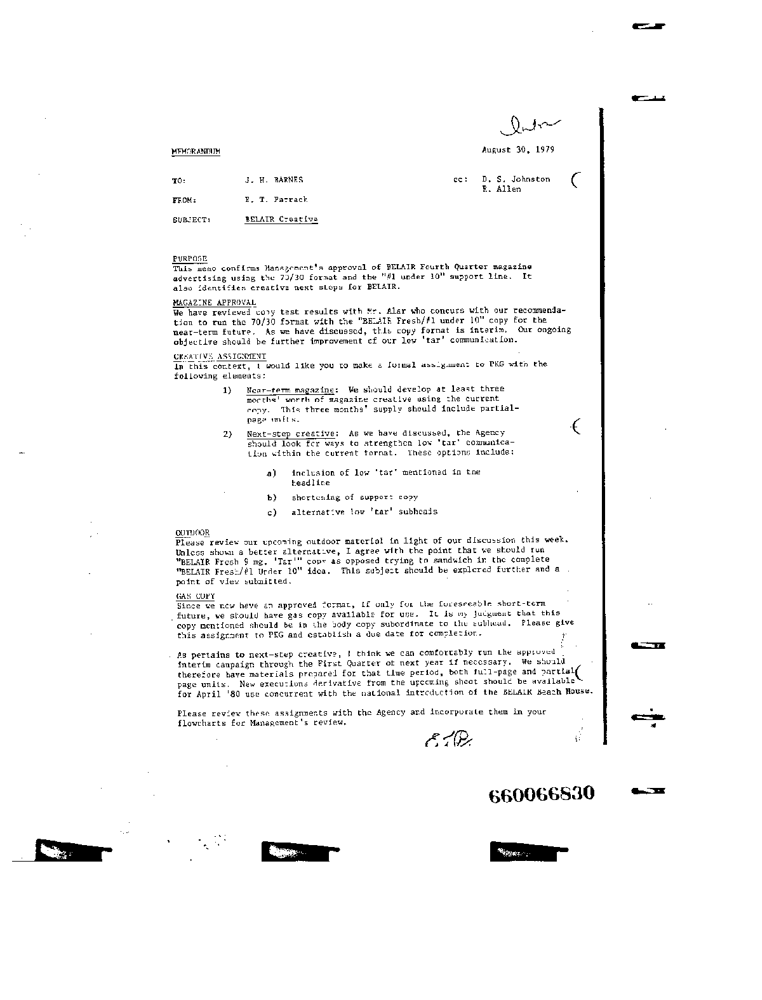 MEMORANDUM
August 30, 1979
TO: J. H. BARNES
cc: D. S. Johnston
E. Allen
FROM: E. T. Parrack
SUBJECT: BELAIR Creative
PURPOSE
This memo confirms Management's approval of BELAIR Fourth Quarter magazine
advertising using the 70/30 format and the "#1 under 10" support line. It
also identifies creative next steps for BELAIR.
MAGAZINE APPROVAL
We have reviewed copy test results with Mr. Alar who concurs with our recommenda-
tion to run the 70/30 format with the "BELAIR Fresh/#1 under 10" copy for the
near-term future. As we have discussed, this copy format is interim. Our ongoing
objective should be further improvement of our low 'tar' communication.
CREATIVE ASSIGNMENT
In this context, I would like you to make a formal assignment to PKG with the
following elements:
1) Near-term magazine: We should develop at least three
months' worth of magazine creative using the current
copy. This three months' supply should include partial-
page units.
2) Next-step creative: As we have discussed, the Agency
should look for ways to strengthen low 'tar' communica-
tion within the current format. These options include:
a) inclusion of low 'tar' mentioned in the
headline
b) shortening of support copy
c) alternative low 'tar' subheads
OUTDOOR
Please review our upcoming outdoor material in light of our discussion this week.
Unless shown a better alternative, I agree with the point that we should run
"BELAIR Fresh 9 mg. 'Tar'" copy as opposed trying to sandwich in the complete
"BELAIR Fresh/#1 Under 10" idea. This subject should be explored further and a
point of view submitted.
GAS COPY
Since we now have an approved format, if only for the foreseeable short-term
future, we should have gas copy available for use. It is my judgment that this
copy mentioned should be in the body copy subordinate to the subhead. Please give
this assignment to PKG and establish a due date for completion.
As pertains to next-step creative, I think we can comfortably run the approved
interim campaign through the First Quarter of next year if necessary. We should
therefore have materials prepared for that time period, both full-page and partial
page units. New executions derivative from the upcoming shoot should be available
for April '80 use concurrent with the national introduction of the BELAIR Beach House.
Please review these assignments with the Agency and incorporate them in your
flowcharts for Management's review.
E.T.P.
660066830